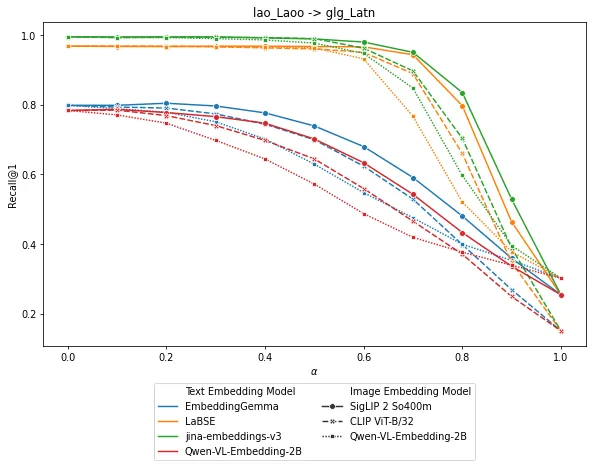 lao_Laoo -> glg_Latn
Recall@1
1.0
0.8
0.6
0.4
0.2
0.0
0.2
0.4
0.6
0.8
1.0
α
Text Embedding Model
EmbeddingGemma
LaBSE
jina-embeddings-v3
Qwen-VL-Embedding-2B
Image Embedding Model
SigLIP 2 So400m
CLIP ViT-B/32
Qwen-VL-Embedding-2B